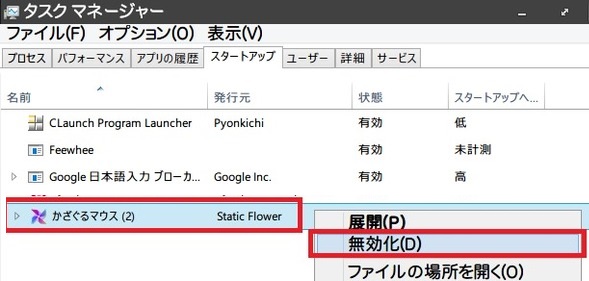 タスク マネージャー
ファイル(F) オプション(O) 表示(V)
プロセス パフォーマンス アプリの履歴 スタートアップ ユーザー 詳細 サービス
名前 発行元 状態 スタートアップへ...
CLaunch Program Launcher Pyonkichi 有効 低
Feewhee 有効 未計測
Google 日本語入力 ブローカ... Google Inc. 有効 高
かざぐるマウス (2) Static Flower
展開(P)
無効化(D)
ファイルの場所を開く(O)